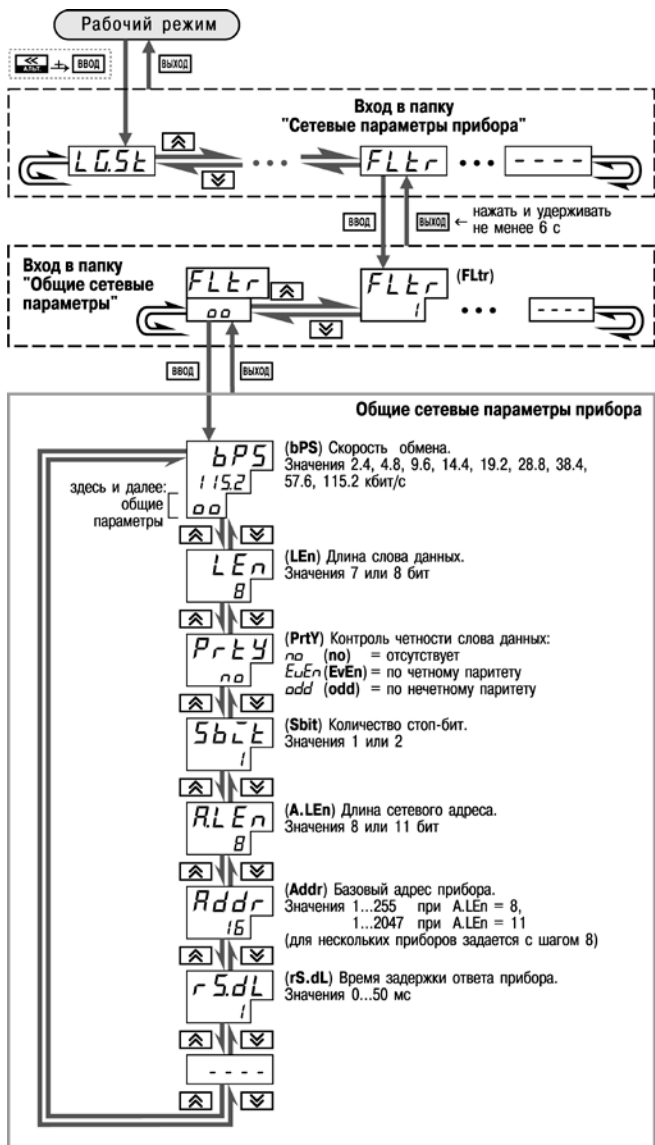 Рабочий режим
<<
АЛЬТ
ВВОД
ВЫХОД
Вход в папку
"Сетевые параметры прибора"
LG.St
• • •
FLtr
• • •
- - - -
ВВОД
ВЫХОД
← нажать и удерживать
не менее 6 с
Вход в папку
"Общие сетевые
параметры"
FLtr
oo
FLtr
1
(FLtr)
• • •
- - - -
ВВОД
ВЫХОД
Общие сетевые параметры прибора
bPS
115.2
oo
здесь и далее:
общие
параметры
(bPS) Скорость обмена.
Значения 2.4, 4.8, 9.6, 14.4, 19.2, 28.8, 38.4,
57.6, 115.2 кбит/с
LEn
8
(LEn) Длина слова данных.
Значения 7 или 8 бит
PrtY
no
(PrtY) Контроль четности слова данных:
no (no) = отсутствует
EvEn (EvEn) = по четному паритету
odd (odd) = по нечетному паритету
Sbit
1
(Sbit) Количество стоп-бит.
Значения 1 или 2
A.LEn
8
(A.LEn) Длина сетевого адреса.
Значения 8 или 11 бит
Addr
16
(Addr) Базовый адрес прибора.
Значения 1...255 при A.LEn = 8,
1...2047 при A.LEn = 11
(для нескольких приборов задается с шагом 8)
rS.dL
1
(rS.dL) Время задержки ответа прибора.
Значения 0...50 мс
- - - -